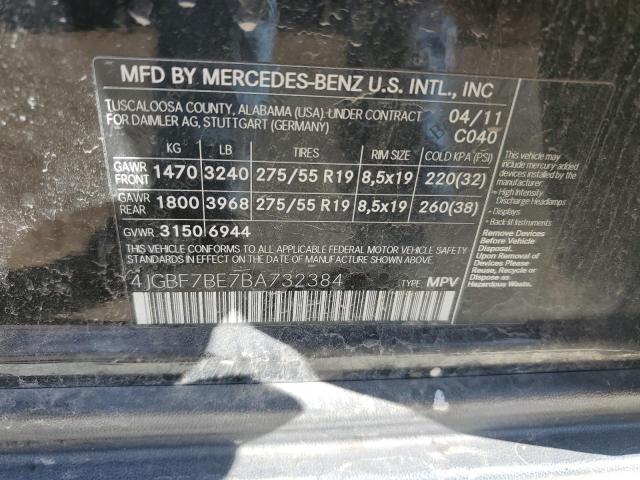 MFD BY MERCEDES-BENZ U.S. INTL., INC
TUSCALOOSA COUNTY, ALABAMA (USA) UNDER CONTRACT 04/11
FOR DAIMLER AG, STUTTGART (GERMANY) C040
KG LB TIRES RIM SIZE COLD KPA (PSI)
GAWR FRONT 1470 3240 275/55 R19 8,5x19 220(32)
GAWR REAR 1800 3968 275/55 R19 8,5x19 260(38)
GVWR 3150 6944
THIS VEHICLE CONFORMS TO ALL APPLICABLE FEDERAL MOTOR VEHICLE SAFETY
STANDARDS IN EFFECT ON THE DATE OF MANUFACTURE SHOWN ABOVE.
4JGBF7BE7BA732384 TYPE: MPV
This vehicle may
include mercury-added
devices installed by the
manufacturer:
- High Intensity
Discharge Headlamps
- Displays
- Back-lit Instruments
Remove Devices
Before Vehicle Disposal.
Upon Removal of
Devices Please
Reuse, Recycle or
Dispose as
Hazardous Waste.